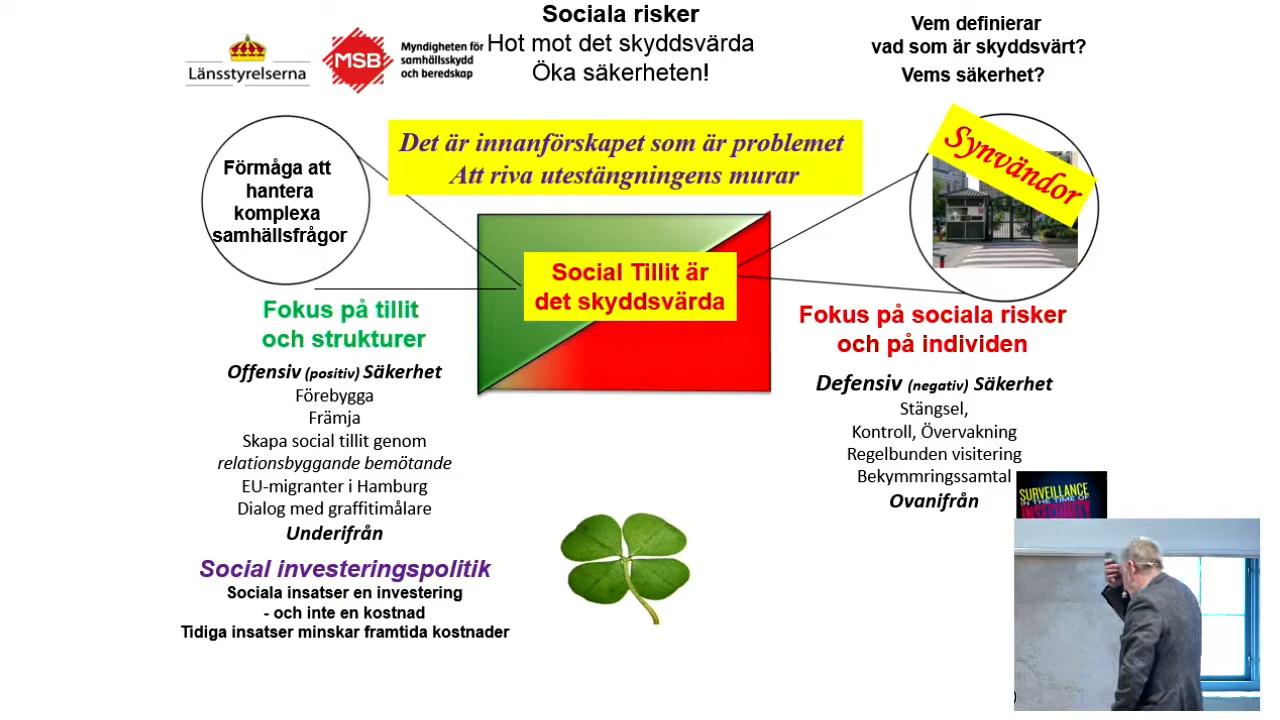 Sociala risker
Hot mot det skyddsvärda
Öka säkerheten!
Vem definierar
vad som är skyddsvärt?
Vems säkerhet?
Länsstyrelserna
MSB
Myndigheten för
samhällsskydd
och beredskap
Förmåga att
hantera
komplexa
samhällsfrågor
Det är innanförskapet som är problemet
Att riva utestängningens murar
Synvändor
Social Tillit är
det skyddsvärda
Fokus på tillit
och strukturer
Offensiv (positiv) Säkerhet
Förebygga
Främja
Skapa social tillit genom
relationsbyggande bemötande
EU-migranter i Hamburg
Dialog med graffitimålare
Underifrån
Social investeringspolitik
Sociala insatser en investering
- och inte en kostnad
Tidiga insatser minskar framtida kostnader
Fokus på sociala risker
och på individen
Defensiv (negativ) Säkerhet
Stängsel,
Kontroll, Övervakning
Regelbunden visitering
Bekymmringssamtal
Ovanifrån
SURVEILLANCE
IN THE TIME OF
INSECURITY